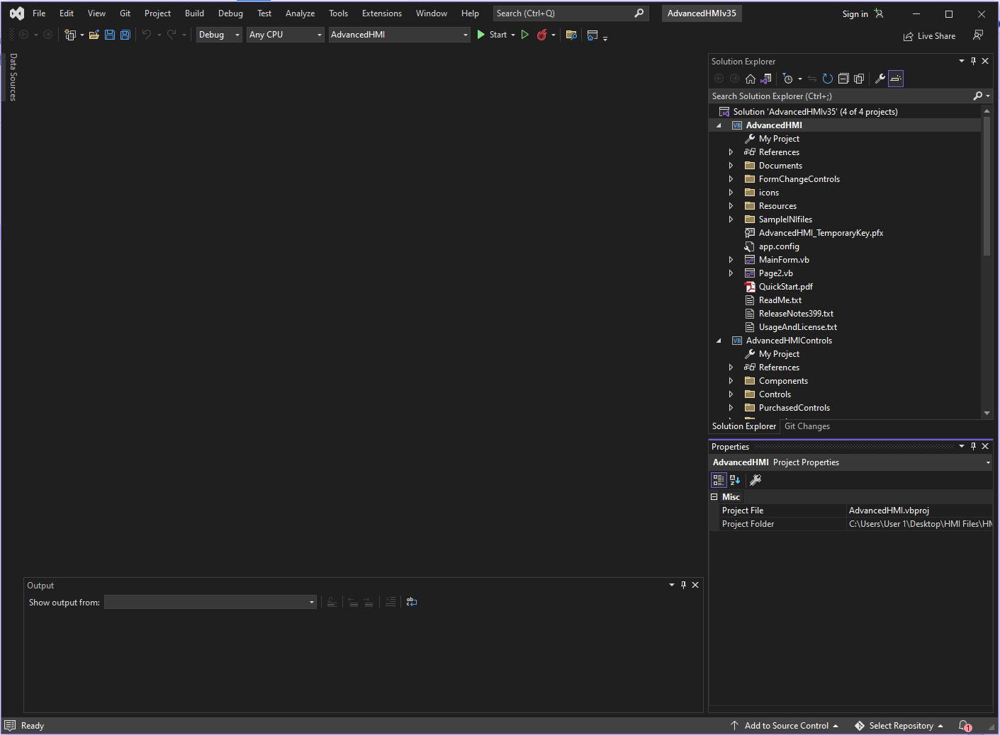 File Edit View Git Project Build Debug Test Analyze Tools Extensions Window Help Search (Ctrl+Q) AdvancedHMIv35 Sign in
Debug Any CPU AdvancedHMI Start Live Share
Data Sources
Solution Explorer
Search Solution Explorer (Ctrl+;)
Solution 'AdvancedHMIv35' (4 of 4 projects)
VB AdvancedHMI
My Project
References
Documents
FormChangeControls
icons
Resources
SampleINIfiles
AdvancedHMI_TemporaryKey.pfx
app.config
MainForm.vb
Page2.vb
QuickStart.pdf
ReadMe.txt
ReleaseNotes399.txt
UsageAndLicense.txt
VB AdvancedHMIControls
My Project
References
Components
Controls
PurchasedControls
Solution Explorer Git Changes
Properties
AdvancedHMI Project Properties
Misc
Project File AdvancedHMI.vbproj
Project Folder C:\Users\User 1\Desktop\HMI Files\HM
Output
Show output from:
Ready Add to Source Control Select Repository 1